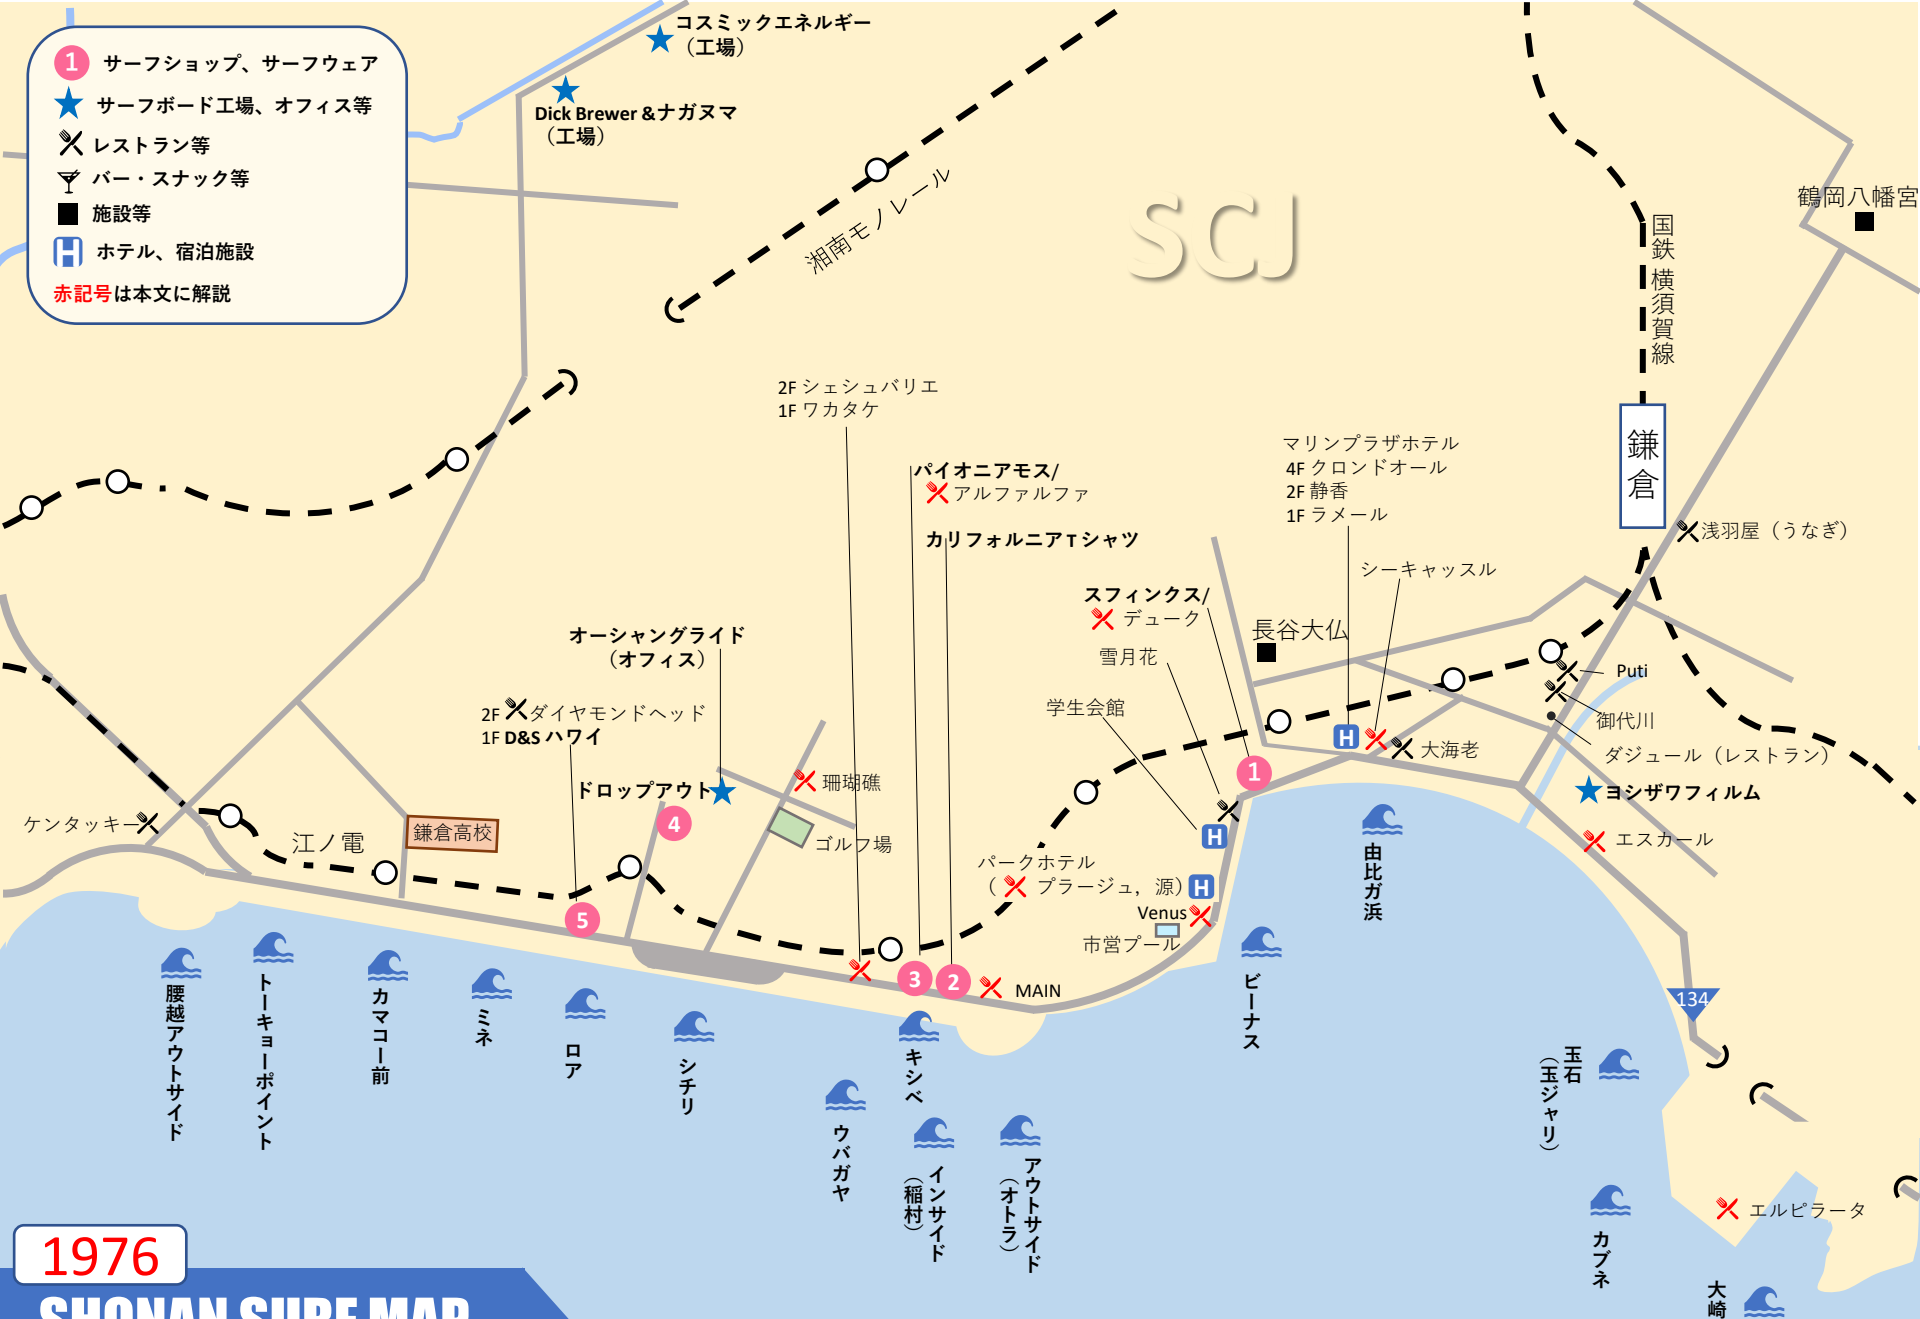 1 サーフショップ、サーフウェア
サーフボード工場、オフィス等
レストラン等
バー・スナック等
施設等
H ホテル、宿泊施設
赤記号は本文に解説
コスミックエネルギー
（工場）
Dick Brewer &ナガヌマ
（工場）
湘南モノレール
SCJ
国鉄 横須賀線
鶴岡八幡宮
鎌倉
2F シェシュバリエ
1F ワカタケ
パイオニアモス/
アルファルファ
カリフォルニアTシャツ
マリンプラザホテル
4F クロンドオール
2F 静香
1F ラメール
シーキャッスル
浅羽屋（うなぎ）
スフィンクス/
デューク
雪月花
長谷大仏
学生会館
オーシャングライド
（オフィス）
2F ダイヤモンドヘッド
1F D&S ハワイ
ドロップアウト
4
珊瑚礁
ゴルフ場
ケンタッキー
江ノ電
鎌倉高校
5
3
2
MAIN
パークホテル
（ プラージュ，源）
H
Venus
市営プール
H
1
H
大海老
Puti
御代川
ダジュール（レストラン）
ヨシザワフィルム
エスカール
134
エルピラータ
腰越アウトサイド
トーキョーポイント
カマコー前
ミネ
ロア
シチリ
ウバガヤ
キシベ
インサイド
（稲村）
アウトサイド
（オトラ）
ビーナス
由比ガ浜
玉石
（玉ジャリ）
カブネ
大崎
1976
SHONAN SURF MAP